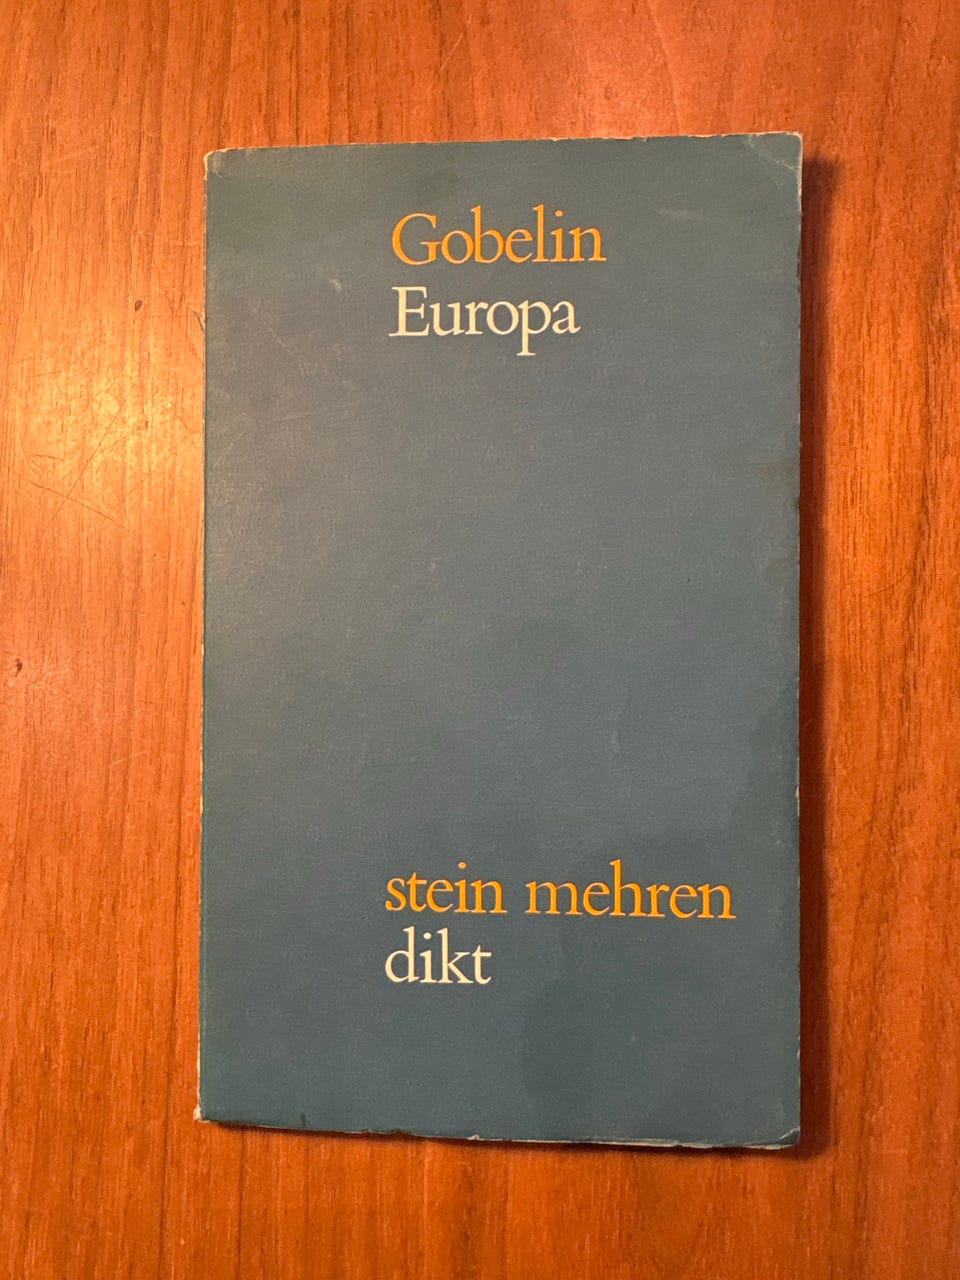 Gobelin
Europa
stein mehren
dikt